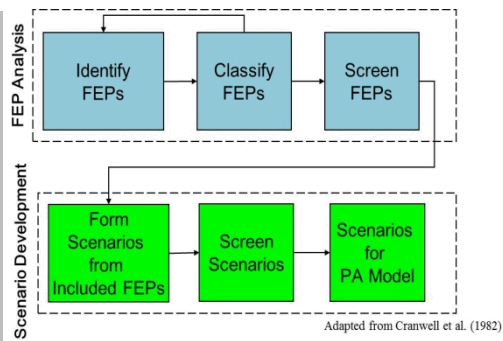 FEP Analysis
Identify
FEPs
Classify
FEPs
Screen
FEPs
Scenario Development
Form
Scenarios
from
Included FEPs
Screen
Scenarios
Scenarios
for
PA Model
Adapted from Cranwell et al. (1982)